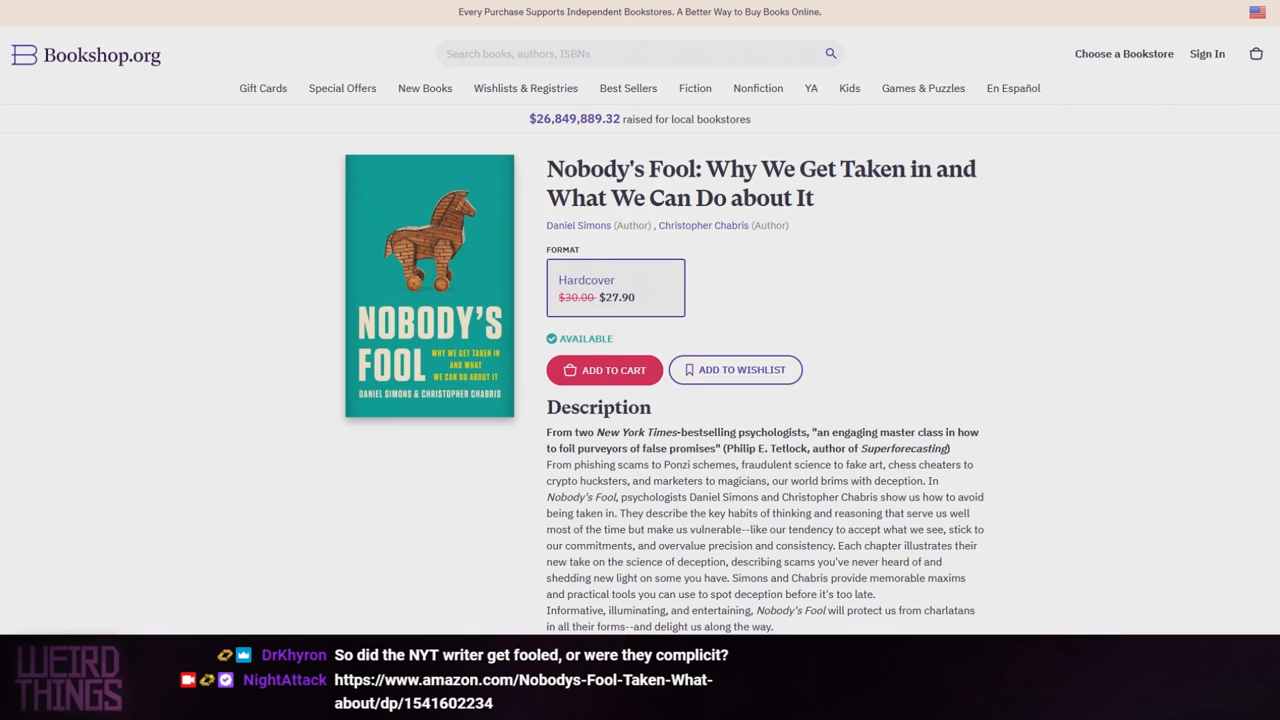 Every Purchase Supports Independent Bookstores. A Better Way to Buy Books Online.
Bookshop.org
Search books, authors, ISBNs
Choose a Bookstore
Sign In
Gift Cards
Special Offers
New Books
Wishlists & Registries
Best Sellers
Fiction
Nonfiction
YA
Kids
Games & Puzzles
En Español
$26,849,889.32 raised for local bookstores
NOBODY'S
FOOL
WHY WE GET TAKEN IN
AND WHAT
WE CAN DO ABOUT IT
DANIEL SIMONS & CHRISTOPHER CHABRIS
Nobody's Fool: Why We Get Taken in and
What We Can Do about It
Daniel Simons (Author) , Christopher Chabris (Author)
FORMAT
Hardcover
$30.00 $27.90
AVAILABLE
ADD TO CART
ADD TO WISHLIST
Description
From two New York Times-bestselling psychologists, "an engaging master class in how
to foil purveyors of false promises" (Philip E. Tetlock, author of Superforecasting)
From phishing scams to Ponzi schemes, fraudulent science to fake art, chess cheaters to
crypto hucksters, and marketers to magicians, our world brims with deception. In
Nobody's Fool, psychologists Daniel Simons and Christopher Chabris show us how to avoid
being taken in. They describe the key habits of thinking and reasoning that serve us well
most of the time but make us vulnerable--like our tendency to accept what we see, stick to
our commitments, and overvalue precision and consistency. Each chapter illustrates their
new take on the science of deception, describing scams you've never heard of and
shedding new light on some you have. Simons and Chabris provide memorable maxims
and practical tools you can use to spot deception before it's too late.
Informative, illuminating, and entertaining, Nobody's Fool will protect us from charlatans
in all their forms--and delight us along the way.
WEIRD
THINGS
DrKhyron So did the NYT writer get fooled, or were they complicit?
NightAttack https://www.amazon.com/Nobodys-Fool-Taken-What-
about/dp/1541602234